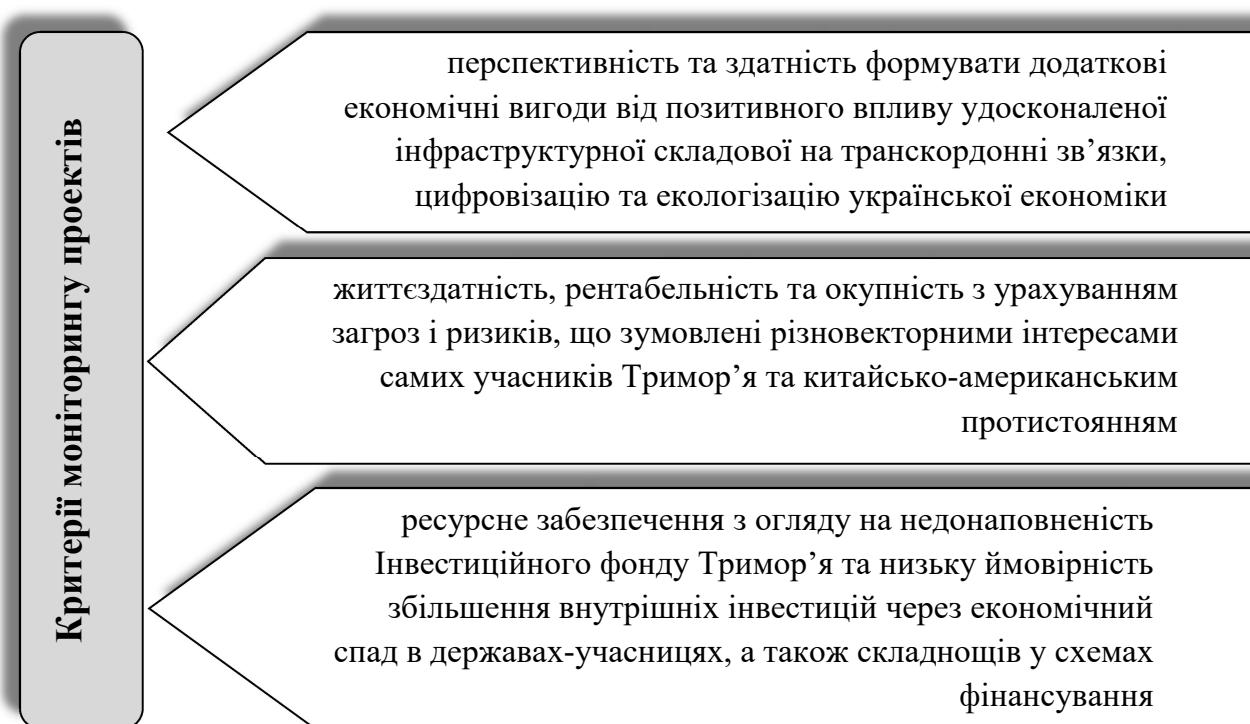 Критерії моніторингу проектів
перспективність та здатність формувати додаткові
економічні вигоди від позитивного впливу удосконаленої
інфраструктурної складової на транскордонні зв’язки,
цифровізацію та екологізацію української економіки
життєздатність, рентабельність та окупність з урахуванням
загроз і ризиків, що зумовлені різновекторними інтересами
самих учасників Тримор’я та китайсько-американським
протистоянням
ресурсне забезпечення з огляду на недонаповненість
Інвестиційного фонду Тримор’я та низьку ймовірність
збільшення внутрішніх інвестицій через економічний
спад в державах-учасницях, а також складнощів у схемах
фінансування